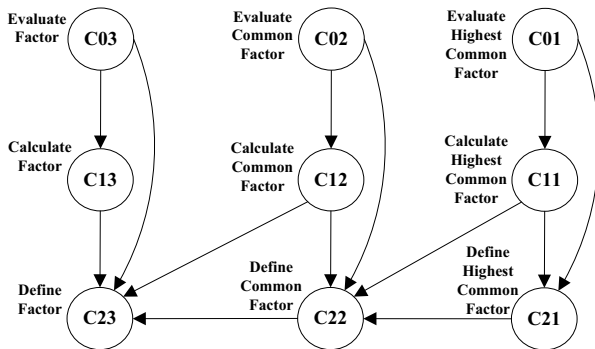 Evaluate
Factor
C03
Evaluate
Common
Factor
C02
Evaluate
Highest
Common
Factor
C01
Calculate
Factor
C13
Calculate
Common
Factor
C12
Calculate
Highest
Common
Factor
C11
Define
Factor
C23
Define
Common
Factor
C22
Define
Highest
Common
Factor
C21